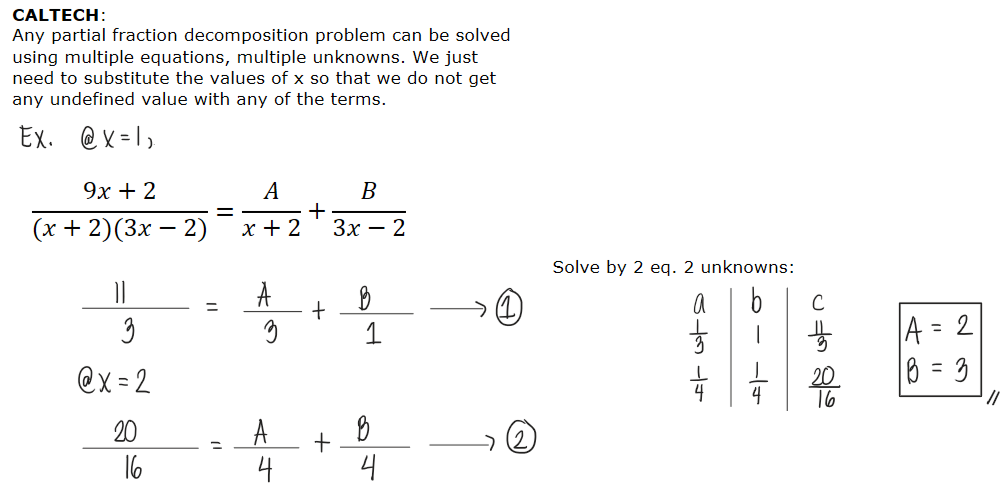 CALTECH:
Any partial fraction decomposition problem can be solved
using multiple equations, multiple unknowns. We just
need to substitute the values of x so that we do not get
any undefined value with any of the terms.
Ex. @ x = 1,
9x + 2 / (x + 2)(3x − 2) = A / x + 2 + B / 3x − 2
11 / 3 = A / 3 + B / 1 → ①
@ x = 2
20 / 16 = A / 4 + B / 4 → ②
Solve by 2 eq. 2 unknowns:
a | b | c
1/3 | 1 | 11/3
1/4 | 1/4 | 20/16
A = 2
B = 3 //